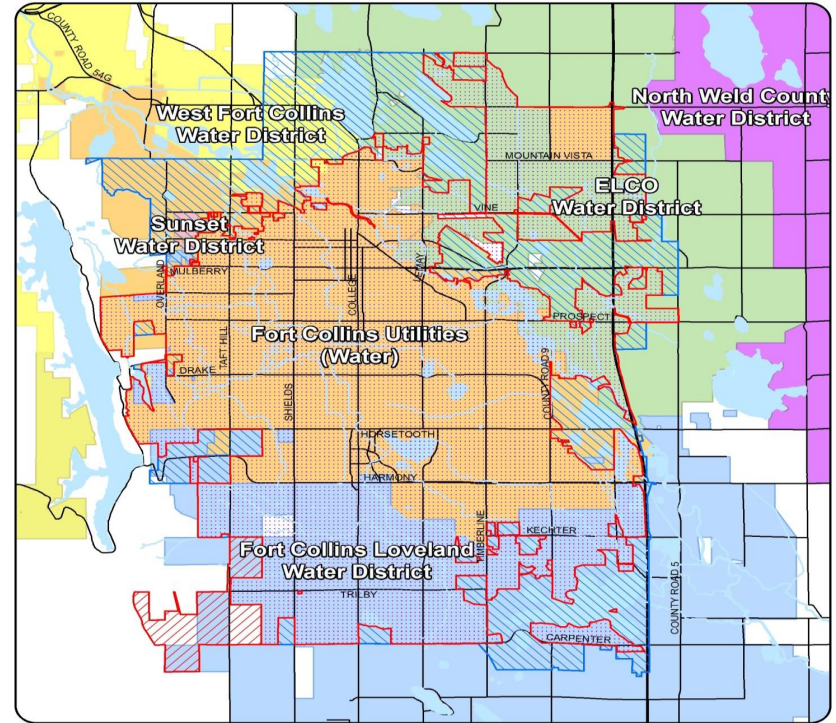 COUNTY ROAD 54G
West Fort Collins
Water District
North Weld County
Water District
MOUNTAIN VISTA
ELCO
Water District
VINE
Sunset
Water District
OVERLAND
MULBERRY
LEMAY
COLLEGE
PROSPECT
Fort Collins Utilities
(Water)
TAFT HILL
DRAKE
COUNTY ROAD 9
SHIELDS
HORSETOOTH
HARMONY
TIMBERLINE
KECHTER
Fort Collins Loveland
Water District
TRILBY
COUNTY ROAD 5
CARPENTER